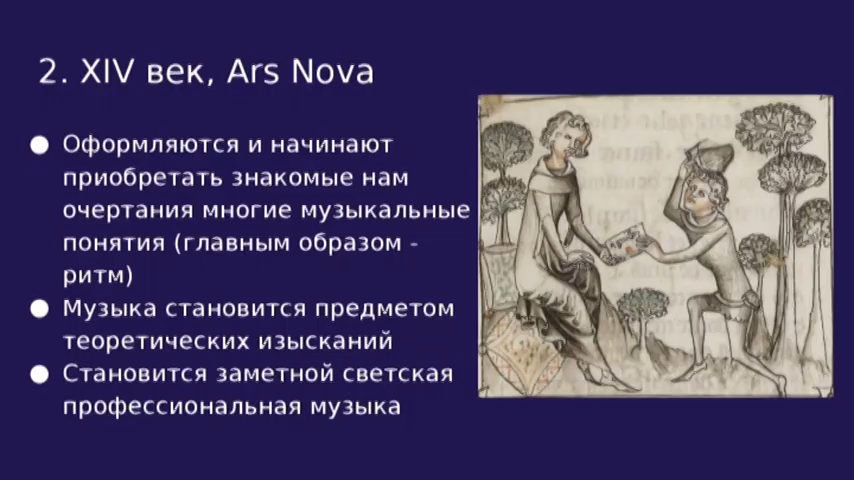 2. XIV век, Ars Nova
● Оформляются и начинают
приобретать знакомые нам
очертания многие музыкальные
понятия (главным образом -
ритм)
● Музыка становится предметом
теоретических изысканий
● Становится заметной светская
профессиональная музыка